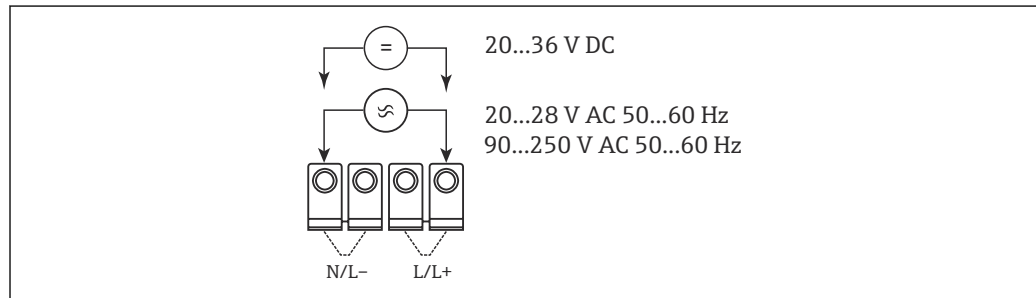 =
20...36 V DC
≈
20...28 V AC 50...60 Hz
90...250 V AC 50...60 Hz
N/L− L/L+